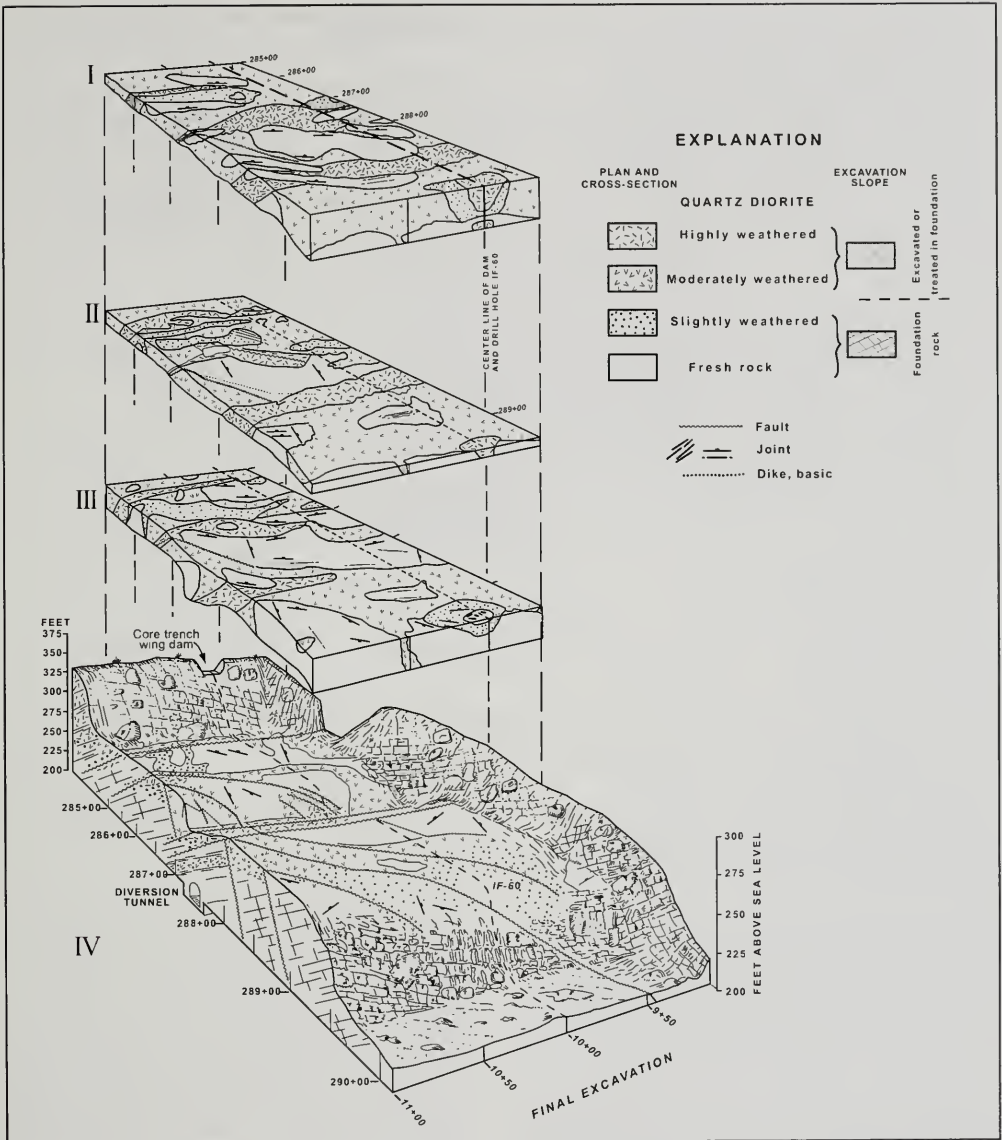 I
285+00
286+00
287+00
288+00
EXPLANATION
PLAN AND
CROSS-SECTION
EXCAVATION
SLOPE
QUARTZ DIORITE
Highly weathered
Moderately weathered
Slightly weathered
Fresh rock
Excavated or
treated in foundation
Foundation
rock
Fault
Joint
Dike, basic
CENTER LINE OF DAM
AND DRILL HOLE IF-60
II
289+00
III
FEET
375
350
325
300
275
250
225
200
Core trench
wing dam
285+00
286+00
287+00
DIVERSION
TUNNEL
288+00
IV
289+00
290+00
IF-60
300
275
250
225
200
FEET ABOVE SEA LEVEL
9+50
10+00
10+50
11+00
FINAL EXCAVATION